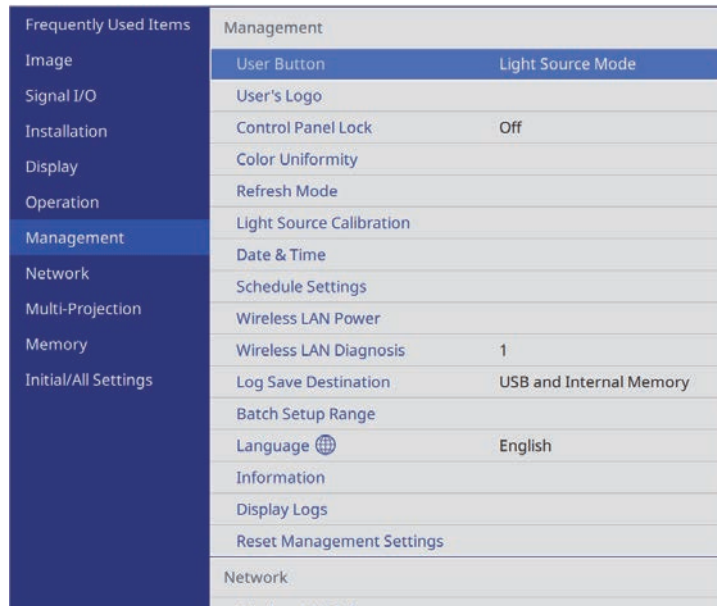 Frequently Used Items
Image
Signal I/O
Installation
Display
Operation
Management
Network
Multi-Projection
Memory
Initial/All Settings
Management
User Button Light Source Mode
User's Logo
Control Panel Lock Off
Color Uniformity
Refresh Mode
Light Source Calibration
Date & Time
Schedule Settings
Wireless LAN Power
Wireless LAN Diagnosis 1
Log Save Destination USB and Internal Memory
Batch Setup Range
Language English
Information
Display Logs
Reset Management Settings
Network